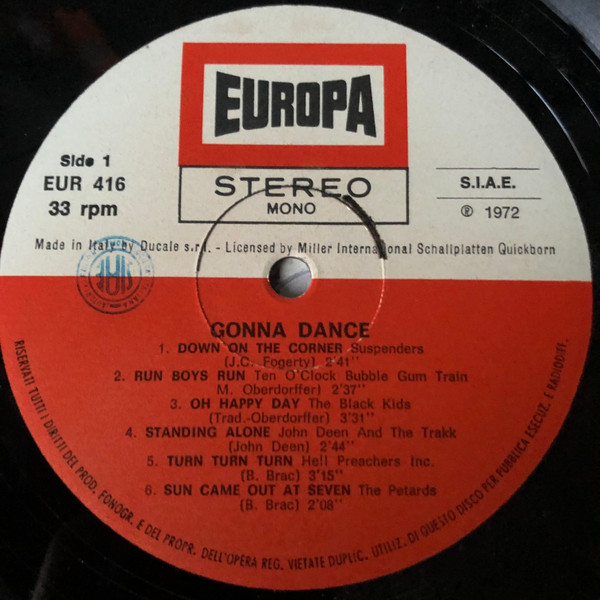 EUROPA
Side 1
EUR 416
33 rpm
STEREO
MONO
S.I.A.E.
℗ 1972
Made in Italy by Ducale s.r.l. - Licensed by Miller International Schallplatten Quickborn
GONNA DANCE
1. DOWN ON THE CORNER Suspenders
(J.C. Fogerty) 2'41''
2. RUN BOYS RUN Ten O'Clock Bubble Gum Train
M. Oberdorffer) 2'37''
3. OH HAPPY DAY The Black Kids
(Trad.-Oberdorffer) 3'31''
4. STANDING ALONE John Deen And The Trakk
(John Deen) 2'44''
5. TURN TURN TURN Hell Preachers Inc.
(B. Brac) 3'15''
6. SUN CAME OUT AT SEVEN The Petards
(B. Brac) 2'08''
RISERVATI TUTTI I DIRITTI DEL PROD. FONOGR. E DEL PROPR. DELL'OPERA REG. VIETATE DUPLIC. UTILIZ. DI QUESTO DISCO PER PUBBLICA ESECUZ. E RADIODIFF.